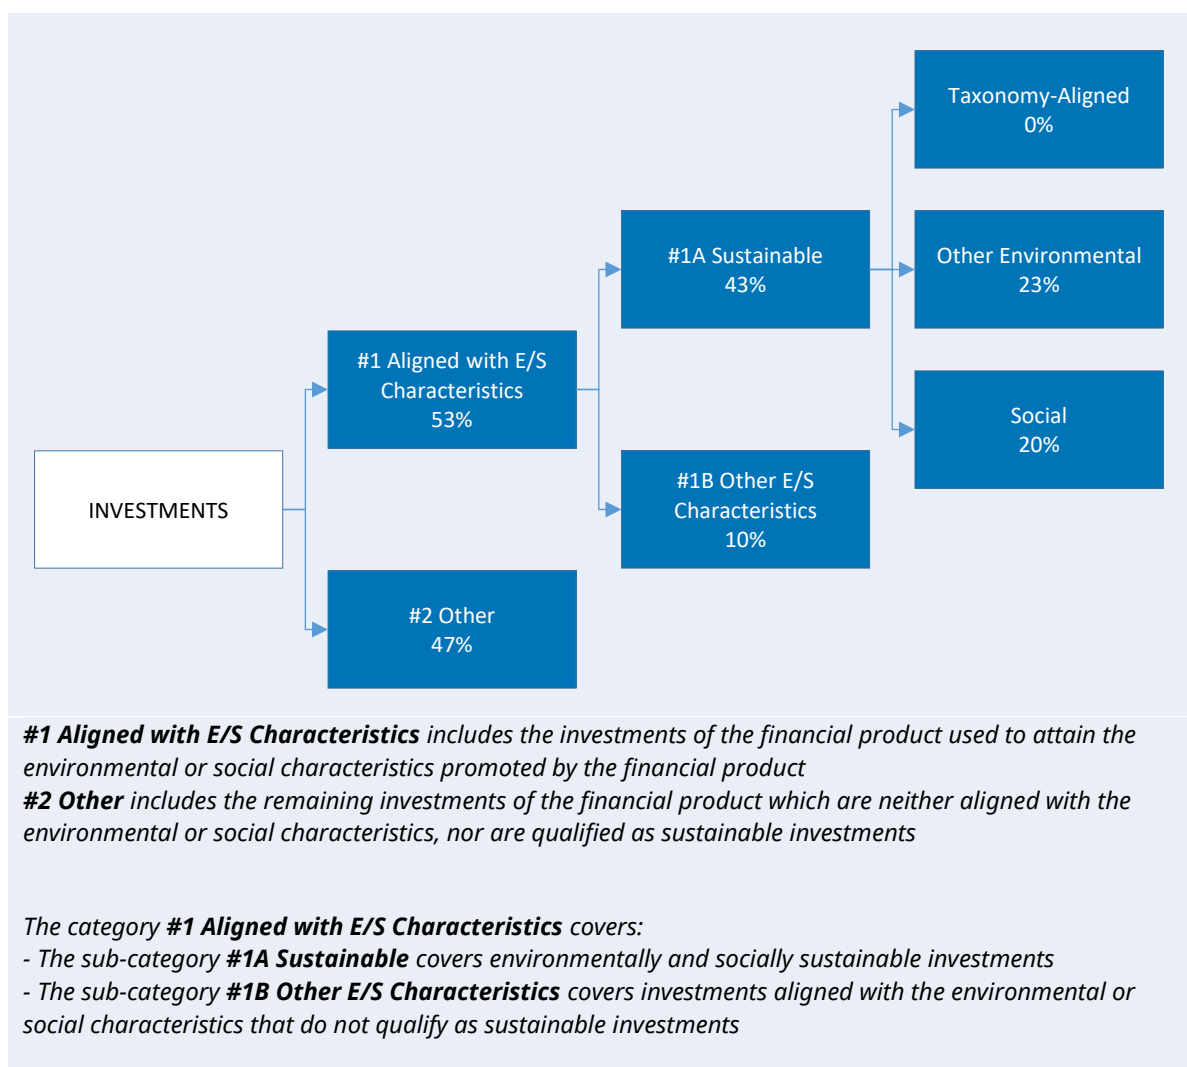 Taxonomy-Aligned
0%
#1A Sustainable
43%
Other Environmental
23%
#1 Aligned with E/S
Characteristics
53%
Social
20%
INVESTMENTS
#1B Other E/S
Characteristics
10%
#2 Other
47%
#1 Aligned with E/S Characteristics includes the investments of the financial product used to attain the
environmental or social characteristics promoted by the financial product
#2 Other includes the remaining investments of the financial product which are neither aligned with the
environmental or social characteristics, nor are qualified as sustainable investments
The category #1 Aligned with E/S Characteristics covers:
- The sub-category #1A Sustainable covers environmentally and socially sustainable investments
- The sub-category #1B Other E/S Characteristics covers investments aligned with the environmental or
social characteristics that do not qualify as sustainable investments